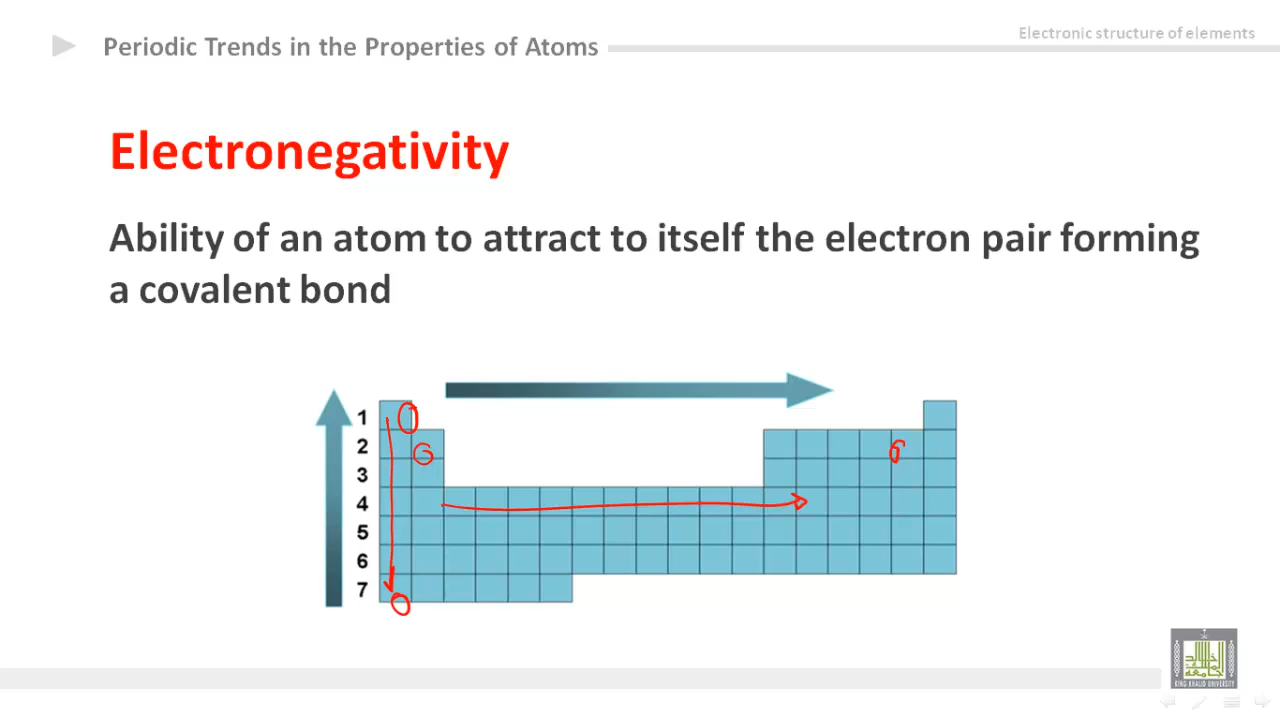 Periodic Trends in the Properties of Atoms
Electronic structure of elements
Electronegativity
Ability of an atom to attract to itself the electron pair forming
a covalent bond
1
2
3
4
5
6
7
KING KHALID UNIVERSITY